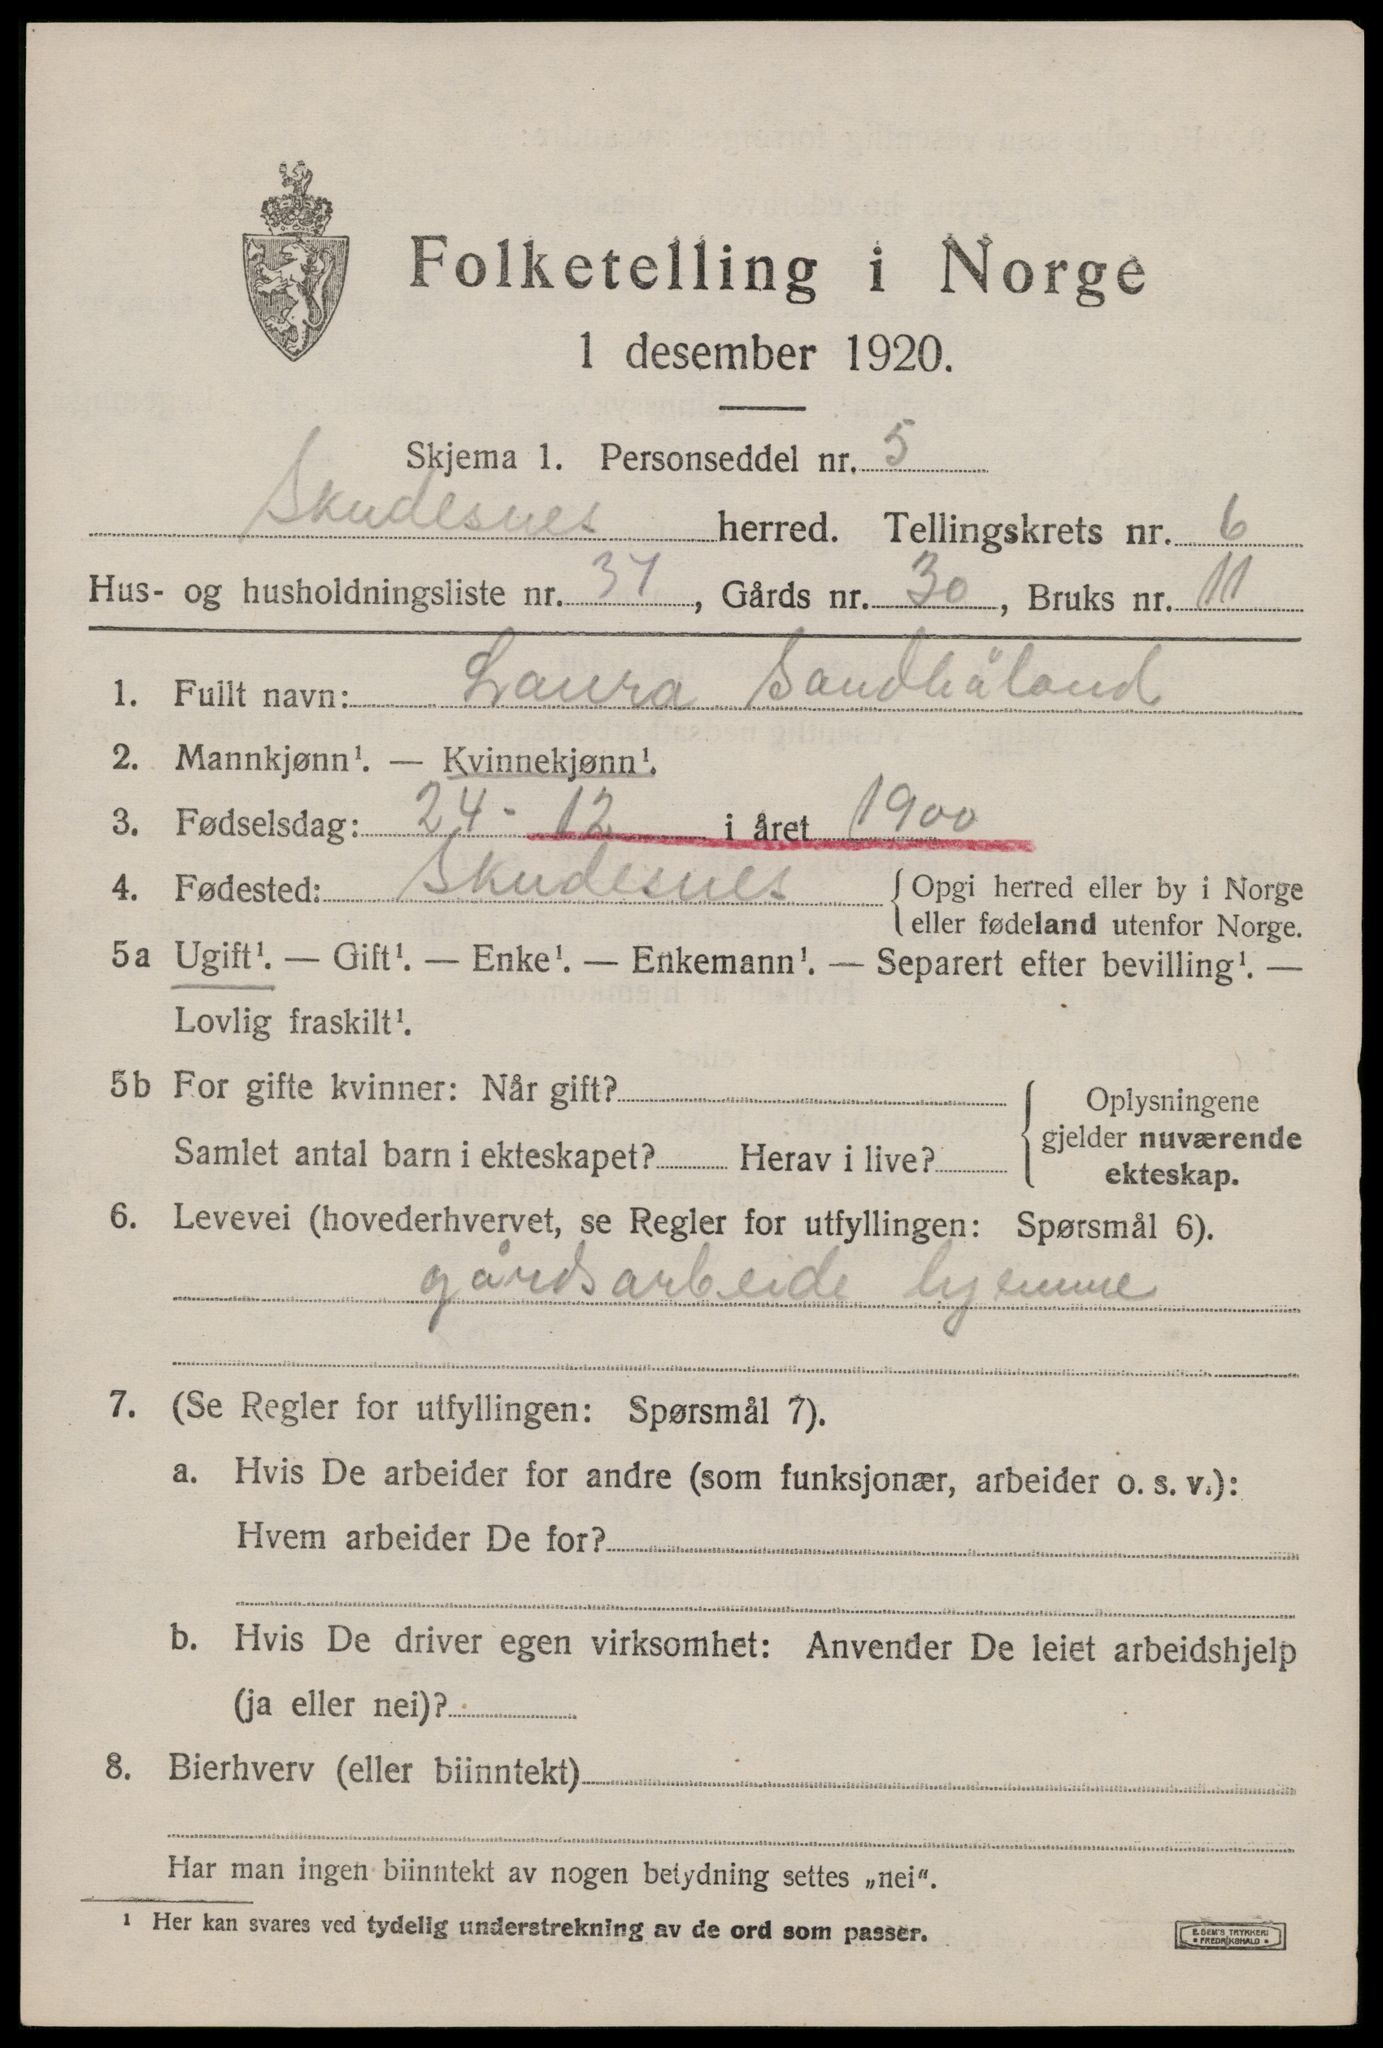 Folketelling i Norge
1 desember 1920.
Skjema 1. Personseddel nr. 5
Skudesnes herred. Tellingskrets nr. 6
Hus- og husholdningsliste nr. 37, Gårds nr. 30, Bruks nr. 11
1. Fullt navn: Laura Sandhåland
2. Mannkjønn¹. — Kvinnekjønn¹.
3. Fødselsdag: 24 - 12 i året 1900
4. Fødested: Skudesnes {Opgi herred eller by i Norge
eller fødeland utenfor Norge.
5a Ugift¹. — Gift¹. — Enke¹. — Enkemann¹. — Separert efter bevilling¹. —
Lovlig fraskilt¹.
5b For gifte kvinner: Når gift?
Samlet antal barn i ekteskapet? Herav i live?
{Oplysningene
gjelder nuværende
ekteskap.
6. Levevei (hovederhvervet, se Regler for utfyllingen: Spørsmål 6).
gårdsarbeide hjemme
7. (Se Regler for utfyllingen: Spørsmål 7).
a. Hvis De arbeider for andre (som funksjonær, arbeider o. s. v.):
Hvem arbeider De for?
b. Hvis De driver egen virksomhet: Anvender De leiet arbeidshjelp
(ja eller nei)?
8. Bierhverv (eller biinntekt)
Har man ingen biinntekt av nogen betydning settes „nei“.
¹ Her kan svares ved tydelig understrekning av de ord som passer.
E. SEM'S TRYKKERI
* FREDRIKSHALD *